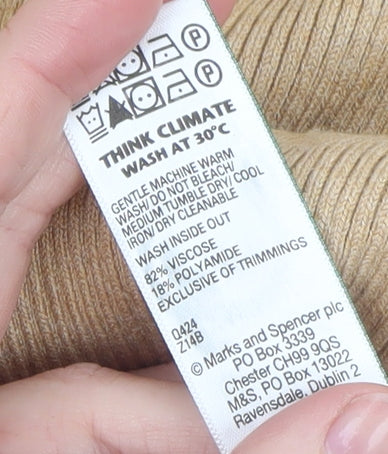 P
P
THINK CLIMATE
WASH AT 30°C
GENTLE MACHINE WARM
WASH/DO NOT BLEACH/
MEDIUM TUMBLE DRY/COOL
IRON/DRY CLEANABLE
WASH INSIDE OUT
82% VISCOSE
18% POLYAMIDE
EXCLUSIVE OF TRIMMINGS
0424
Z14B
© Marks and Spencer plc
PO Box 3339
Chester CH99 9QS
M&S, PO Box 13022
Ravensdale, Dublin 2